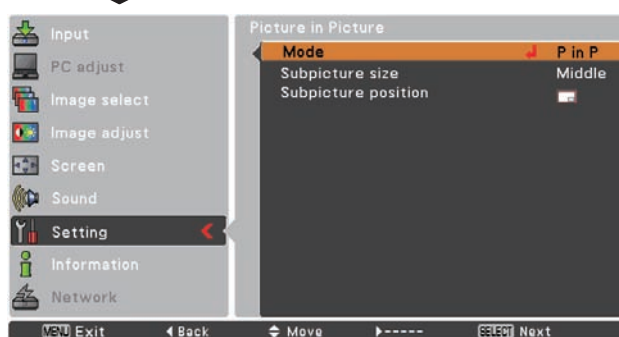 Input
PC adjust
Image select
Image adjust
Screen
Sound
Setting
Information
Network
Picture in Picture
Mode P in P
Subpicture size Middle
Subpicture position
MENU Exit Back Move ----- SELECT Next